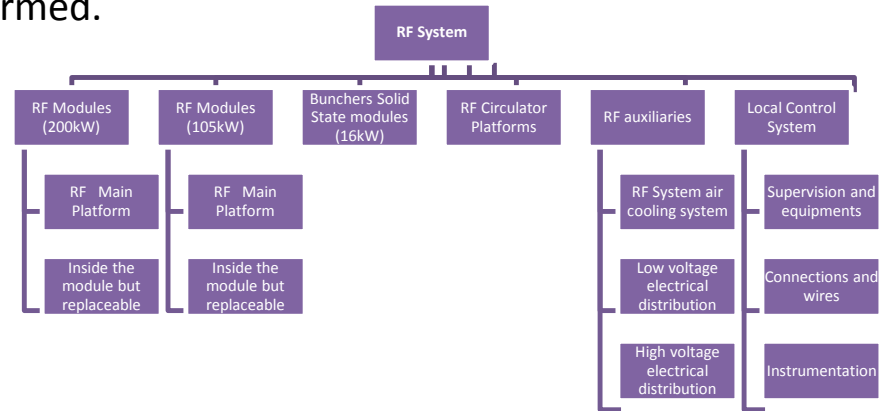 rmed.
RF System
RF Modules
(200kW)
RF Modules
(105kW)
Bunchers Solid
State modules
(16kW)
RF Circulator
Platforms
RF auxiliaries
Local Control
System
RF Main
Platform
RF Main
Platform
RF System air
cooling system
Supervision and
equipments
Inside the
module but
replaceable
Inside the
module but
replaceable
Low voltage
electrical
distribution
Connections and
wires
High voltage
electrical
distribution
Instrumentation